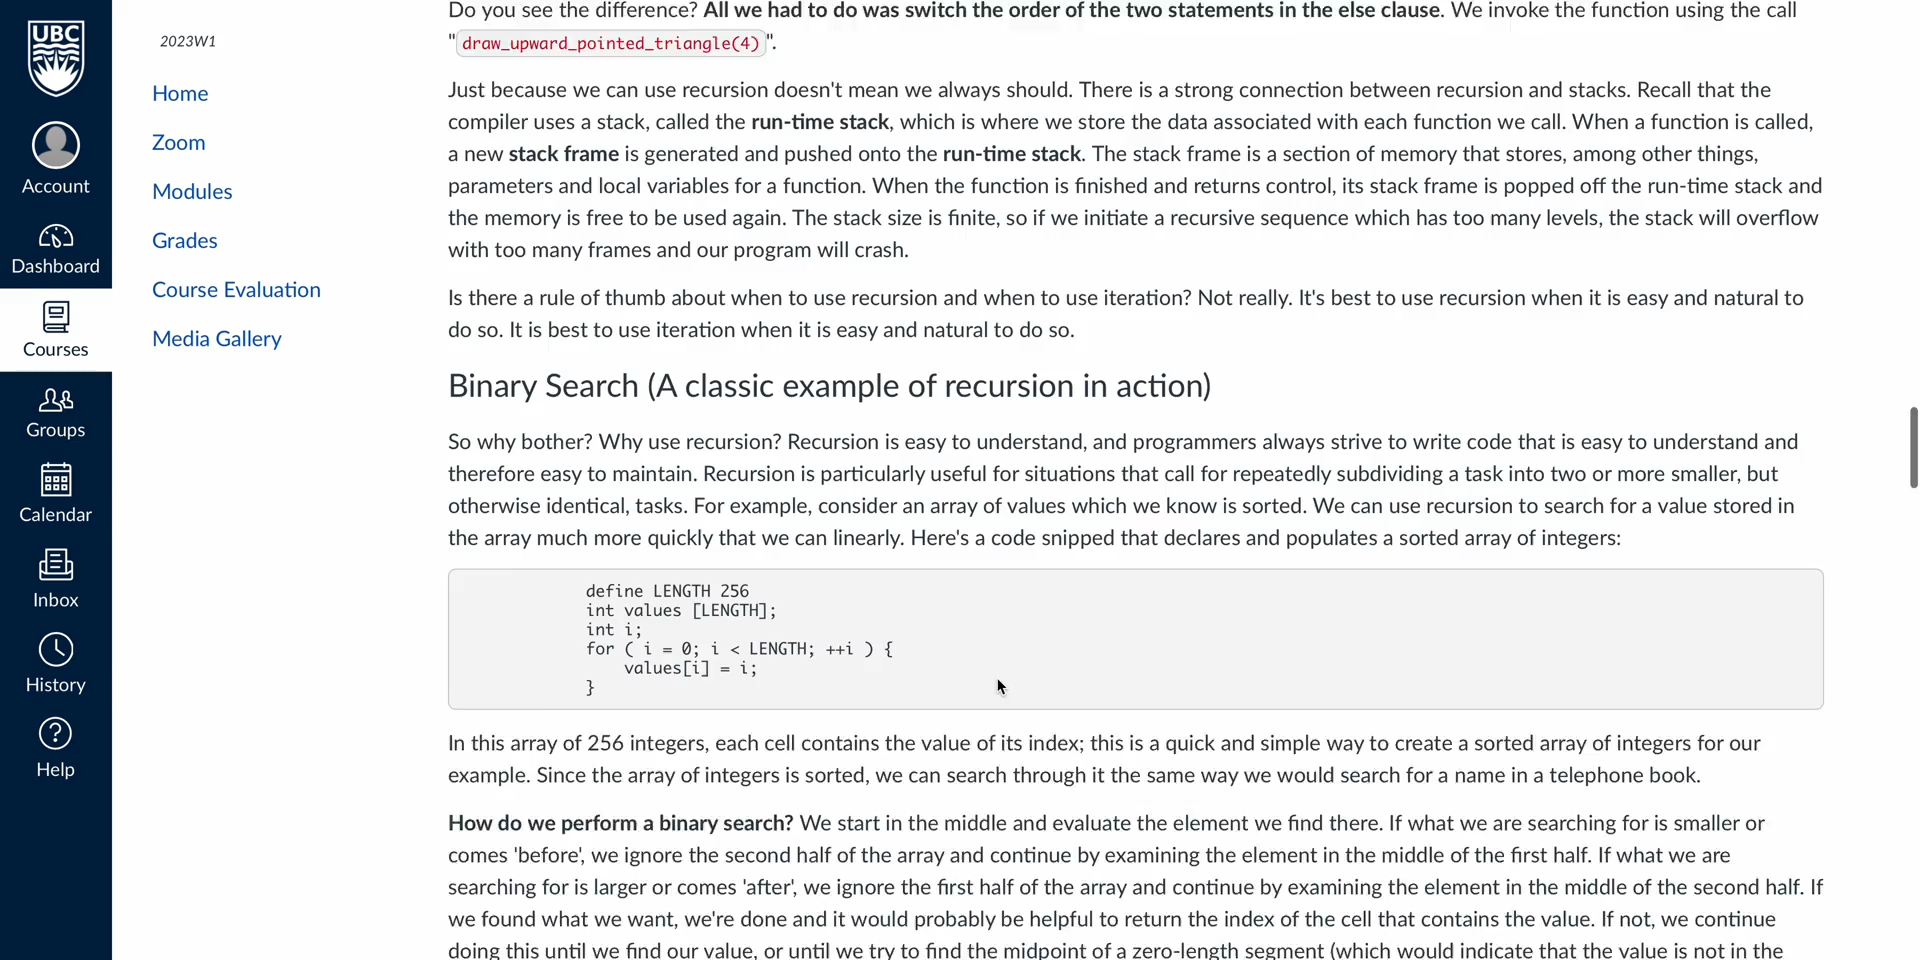 UBC
Account
Dashboard
Courses
Groups
Calendar
Inbox
History
Help
2023W1
Home
Zoom
Modules
Grades
Course Evaluation
Media Gallery
Do you see the difference? All we had to do was switch the order of the two statements in the else clause. We invoke the function using the call
"draw_upward_pointed_triangle(4)".
Just because we can use recursion doesn't mean we always should. There is a strong connection between recursion and stacks. Recall that the
compiler uses a stack, called the run-time stack, which is where we store the data associated with each function we call. When a function is called,
a new stack frame is generated and pushed onto the run-time stack. The stack frame is a section of memory that stores, among other things,
parameters and local variables for a function. When the function is finished and returns control, its stack frame is popped off the run-time stack and
the memory is free to be used again. The stack size is finite, so if we initiate a recursive sequence which has too many levels, the stack will overflow
with too many frames and our program will crash.
Is there a rule of thumb about when to use recursion and when to use iteration? Not really. It's best to use recursion when it is easy and natural to
do so. It is best to use iteration when it is easy and natural to do so.
Binary Search (A classic example of recursion in action)
So why bother? Why use recursion? Recursion is easy to understand, and programmers always strive to write code that is easy to understand and
therefore easy to maintain. Recursion is particularly useful for situations that call for repeatedly subdividing a task into two or more smaller, but
otherwise identical, tasks. For example, consider an array of values which we know is sorted. We can use recursion to search for a value stored in
the array much more quickly that we can linearly. Here's a code snipped that declares and populates a sorted array of integers:
define LENGTH 256
int values [LENGTH];
int i;
for ( i = 0; i < LENGTH; ++i ) {
values[i] = i;
}
In this array of 256 integers, each cell contains the value of its index; this is a quick and simple way to create a sorted array of integers for our
example. Since the array of integers is sorted, we can search through it the same way we would search for a name in a telephone book.
How do we perform a binary search? We start in the middle and evaluate the element we find there. If what we are searching for is smaller or
comes 'before', we ignore the second half of the array and continue by examining the element in the middle of the first half. If what we are
searching for is larger or comes 'after', we ignore the first half of the array and continue by examining the element in the middle of the second half. If
we found what we want, we're done and it would probably be helpful to return the index of the cell that contains the value. If not, we continue
doing this until we find our value, or until we try to find the midpoint of a zero-length segment (which would indicate that the value is not in the